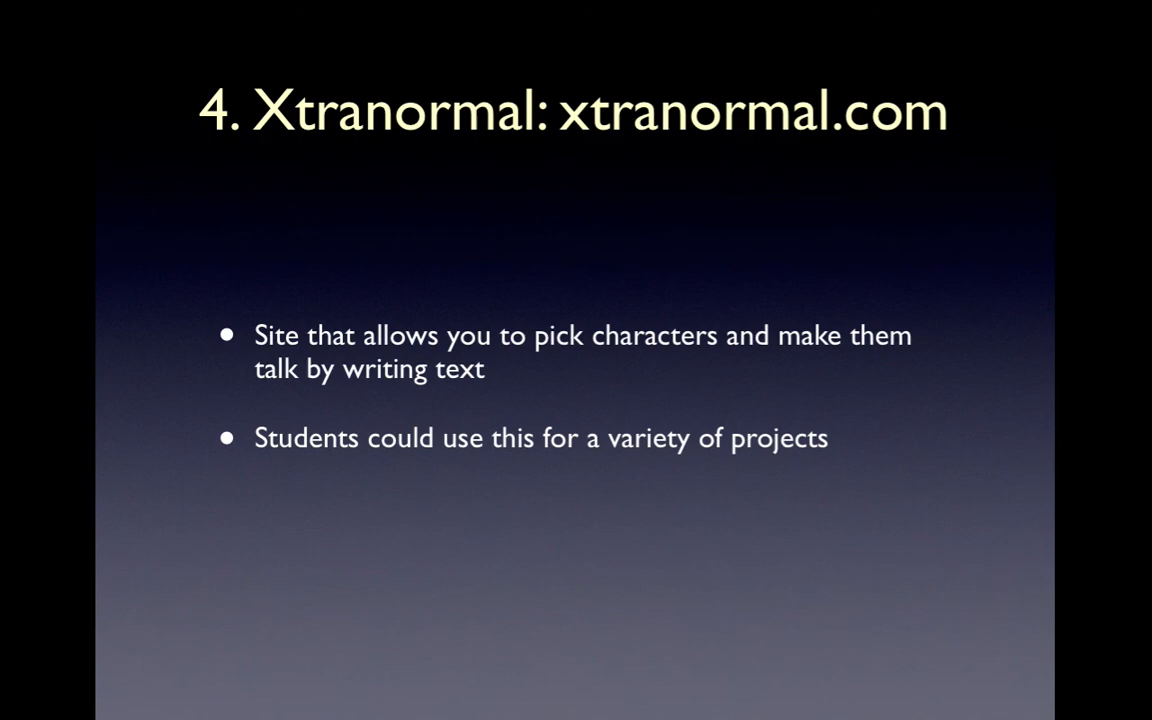 4. Xtranormal: xtranormal.com
• Site that allows you to pick characters and make them
talk by writing text
• Students could use this for a variety of projects